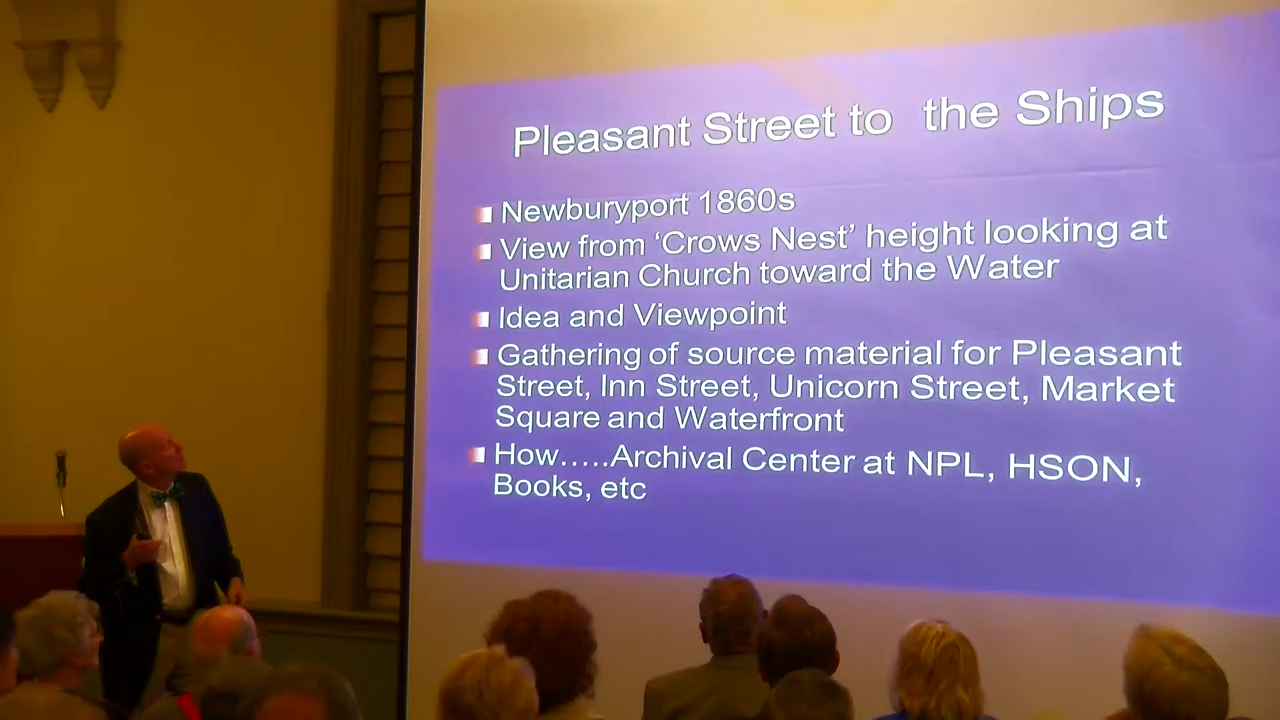 Pleasant Street to the Ships
Newburyport 1860s
View from ‘Crows Nest’ height looking at
Unitarian Church toward the Water
Idea and Viewpoint
Gathering of source material for Pleasant
Street, Inn Street, Unicorn Street, Market
Square and Waterfront
How.....Archival Center at NPL, HSON,
Books, etc